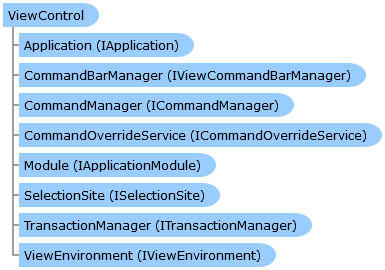 ViewControl
Application (IApplication)
CommandBarManager (IViewCommandBarManager)
CommandManager (ICommandManager)
CommandOverrideService (ICommandOverrideService)
Module (IApplicationModule)
SelectionSite (ISelectionSite)
TransactionManager (ITransactionManager)
ViewEnvironment (IViewEnvironment)